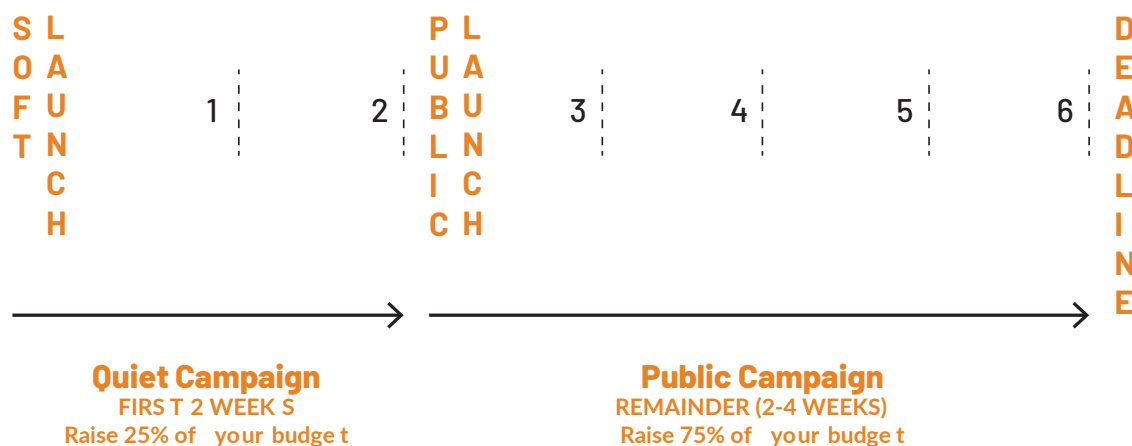 SOFT LAUNCH
1
2
PUBLIC LAUNCH
3
4
5
6
DEADLINE
Quiet Campaign
FIRS T 2 WEEK S
Raise 25% of your budge t
Public Campaign
REMAINDER (2-4 WEEKS)
Raise 75% of your budge t